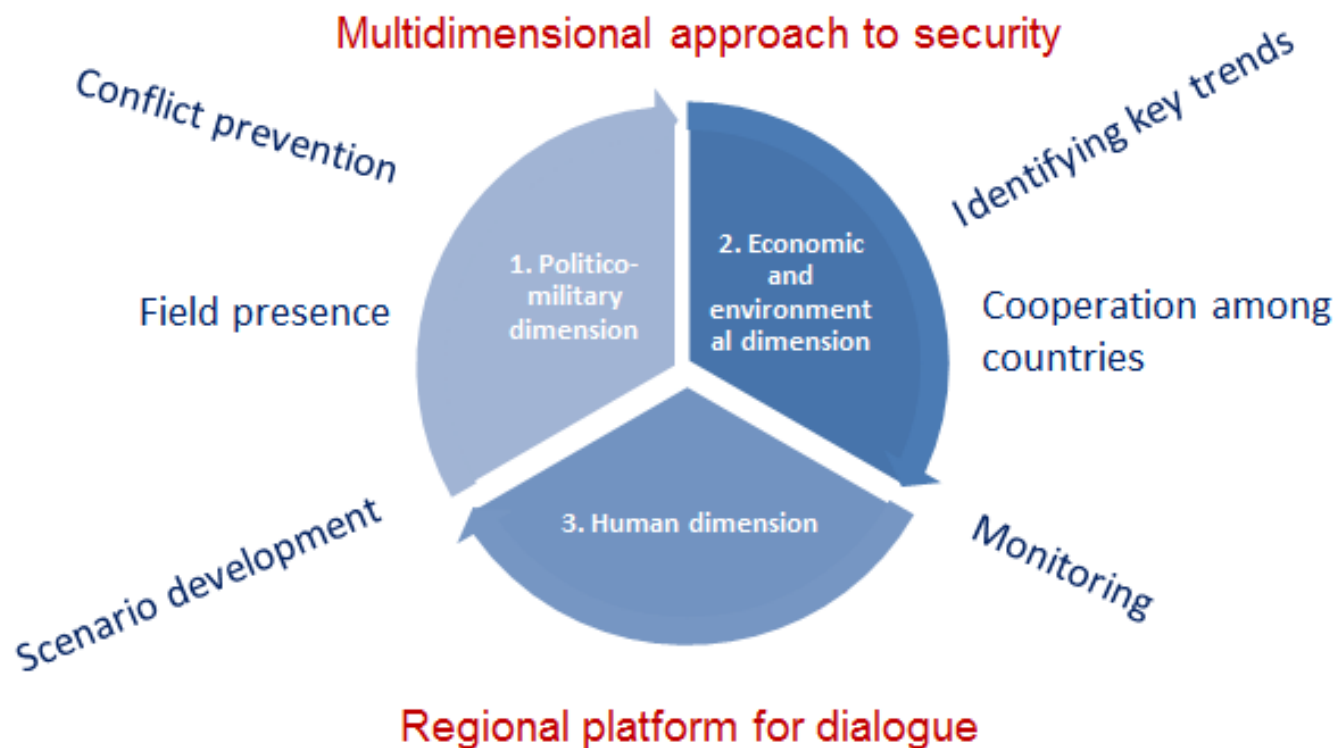 Multidimensional approach to security
Conflict prevention
Identifying key trends
1. Politico-
military
dimension
2. Economic
and
environment
al dimension
Field presence
Cooperation among
countries
3. Human dimension
Scenario development
Monitoring
Regional platform for dialogue